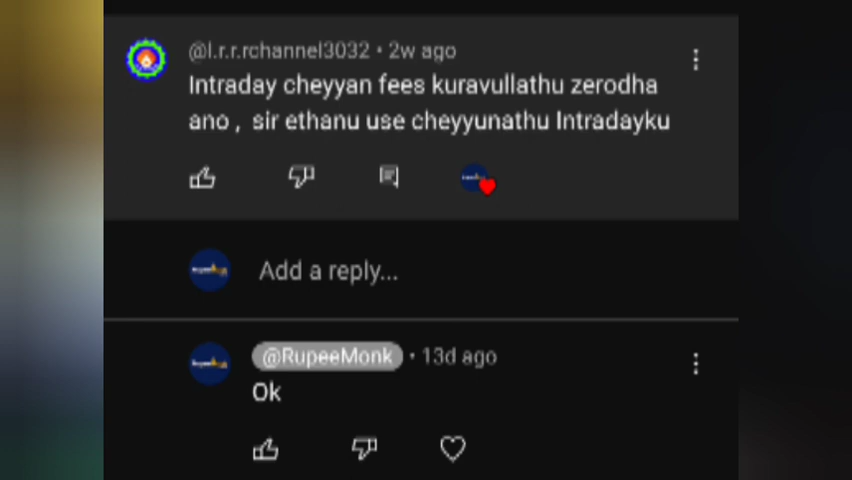 @l.r.r.rchannel3032 • 2w ago
Intraday cheyyan fees kuravullathu zerodha
ano , sir ethanu use cheyyunathu Intradayku
Add a reply...
@RupeeMonk • 13d ago
Ok